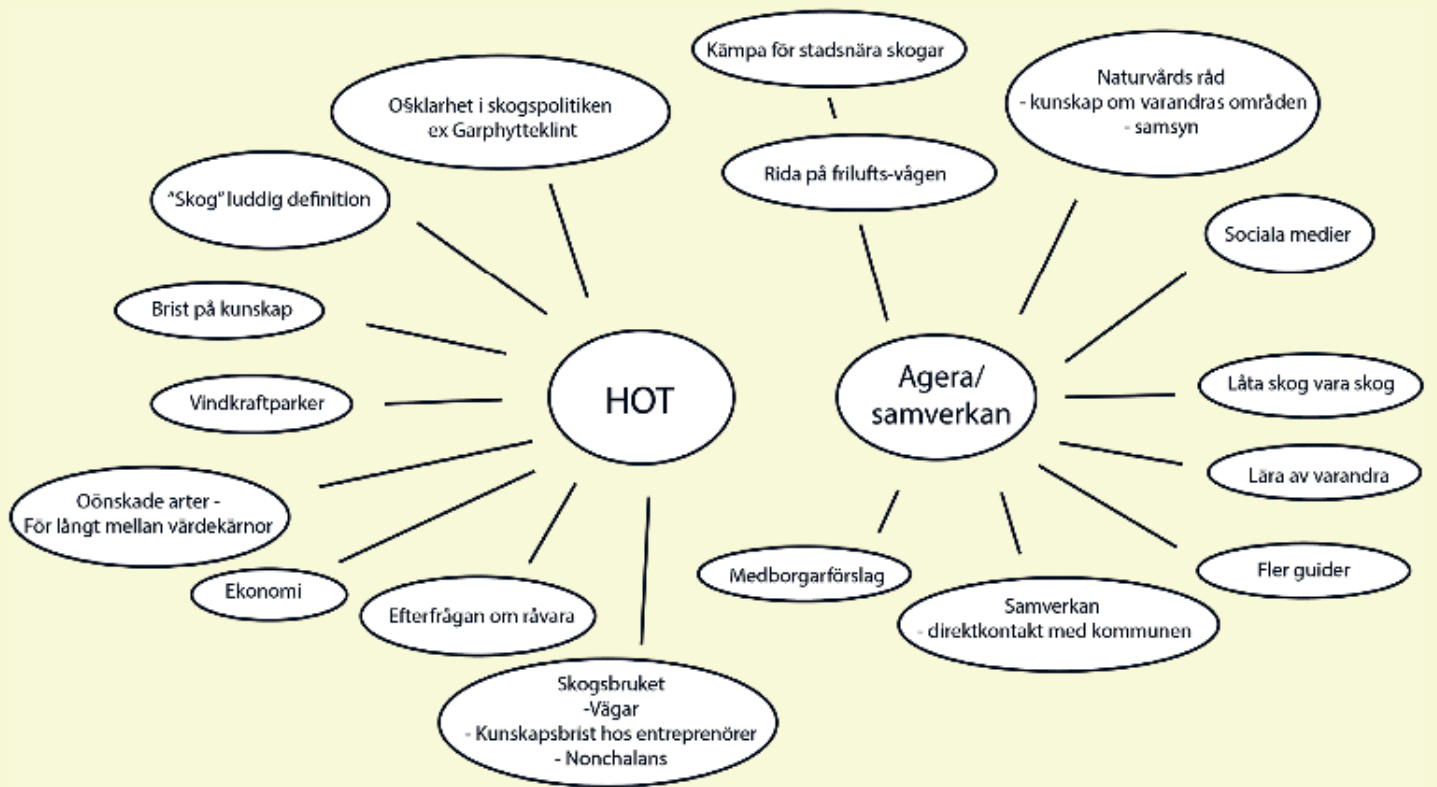 Kämpa för stadsnära skogar
Naturvårds råd
- kunskap om varandras områden
- samsyn
O§klarhet i skogspolitiken
ex Garphytteklint
Rida på frilufts-vågen
"Skog" luddig definition
Sociala medier
Brist på kunskap
HOT
Agera/
samverkan
Låta skog vara skog
Vindkraftparker
Lära av varandra
Oönskade arter -
För långt mellan värdekärnor
Fler guider
Medborgarförslag
Ekonomi
Efterfrågan om råvara
Samverkan
- direktkontakt med kommunen
Skogsbruket
-Vägar
- Kunskapsbrist hos entreprenörer
- Nonchalans